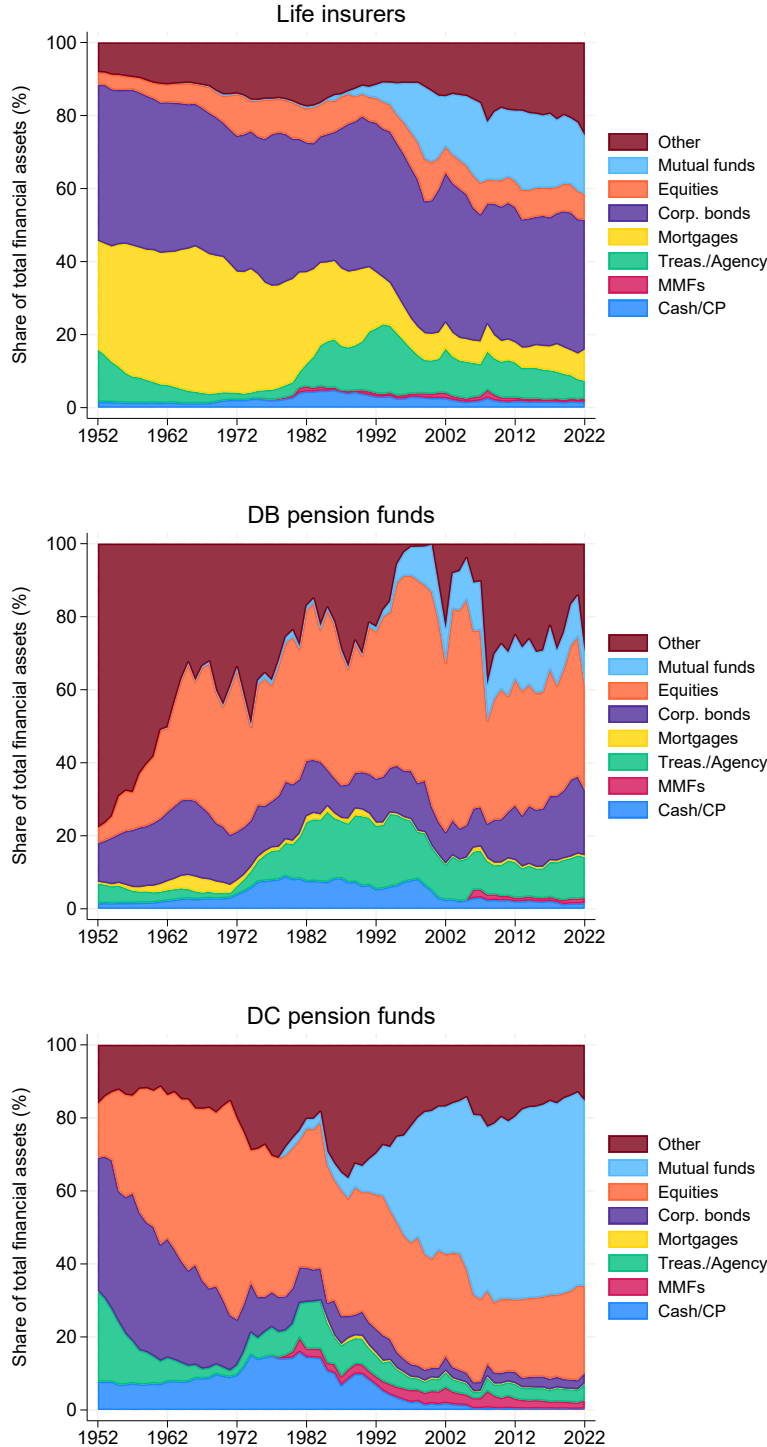 Life insurers
Share of total financial assets (%)
100
80
60
40
20
0
1952 1962 1972 1982 1992 2002 2012 2022
Other
Mutual funds
Equities
Corp. bonds
Mortgages
Treas./Agency
MMFs
Cash/CP
DB pension funds
Share of total financial assets (%)
100
80
60
40
20
0
1952 1962 1972 1982 1992 2002 2012 2022
Other
Mutual funds
Equities
Corp. bonds
Mortgages
Treas./Agency
MMFs
Cash/CP
DC pension funds
Share of total financial assets (%)
100
80
60
40
20
0
1952 1962 1972 1982 1992 2002 2012 2022
Other
Mutual funds
Equities
Corp. bonds
Mortgages
Treas./Agency
MMFs
Cash/CP